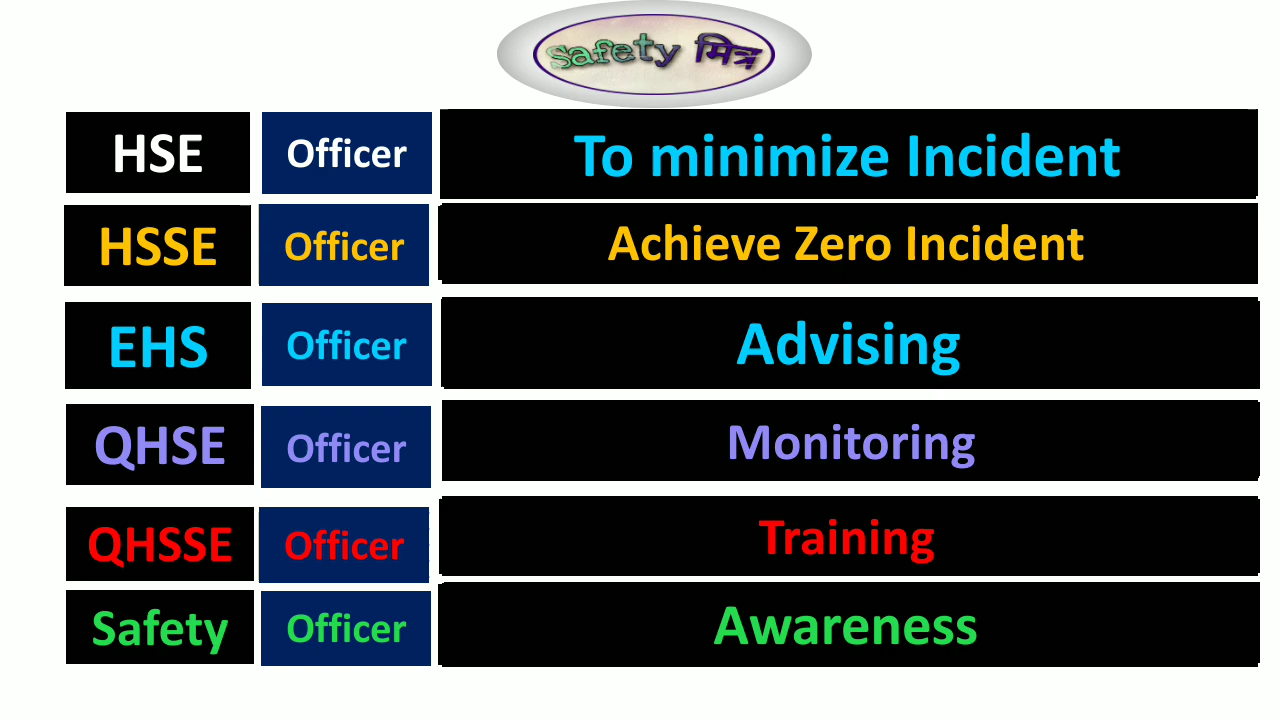 Safety मित्र
HSE Officer To minimize Incident
HSSE Officer Achieve Zero Incident
EHS Officer Advising
QHSE Officer Monitoring
QHSSE Officer Training
Safety Officer Awareness